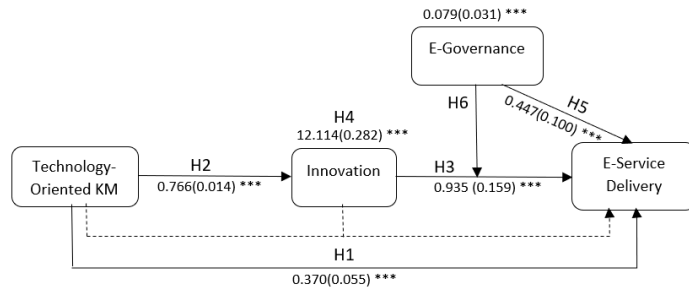 0.079(0.031) ***
E-Governance
H6
H5
0.447(0.100) ***
H4
12.114(0.282) ***
Technology-
Oriented KM
H2
0.766(0.014) ***
Innovation
H3
0.935 (0.159) ***
E-Service
Delivery
H1
0.370(0.055) ***